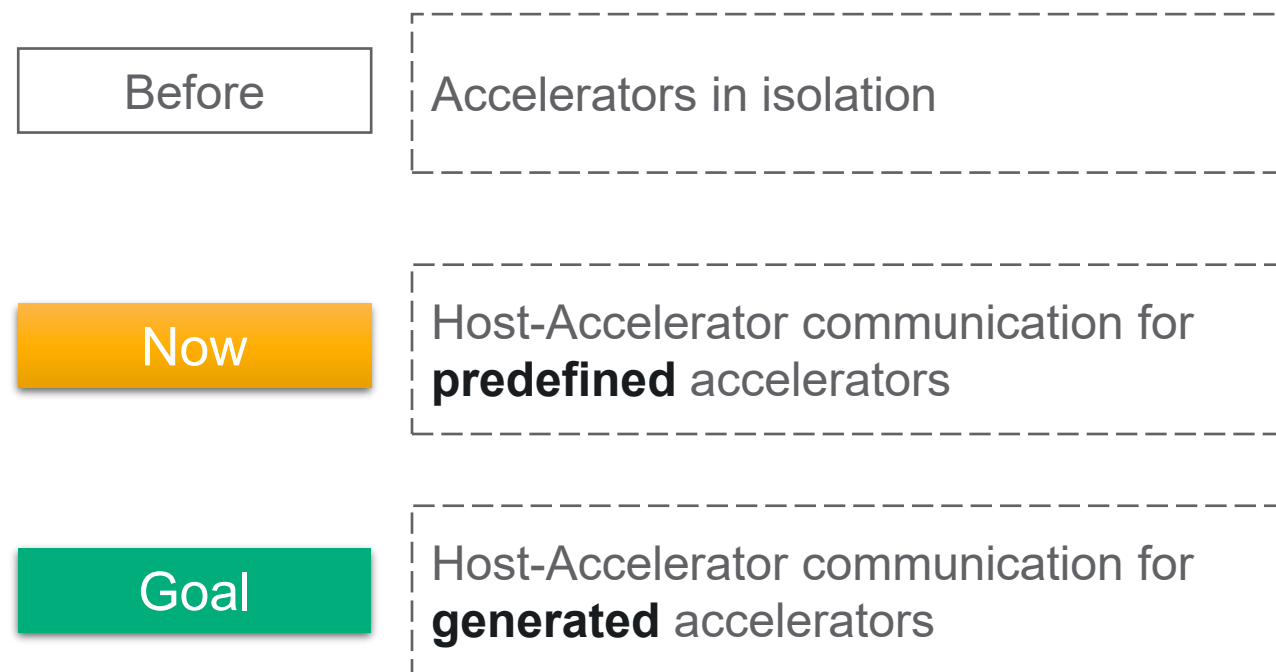 Before
Accelerators in isolation
Now
Host-Accelerator communication for
predefined accelerators
Goal
Host-Accelerator communication for
generated accelerators